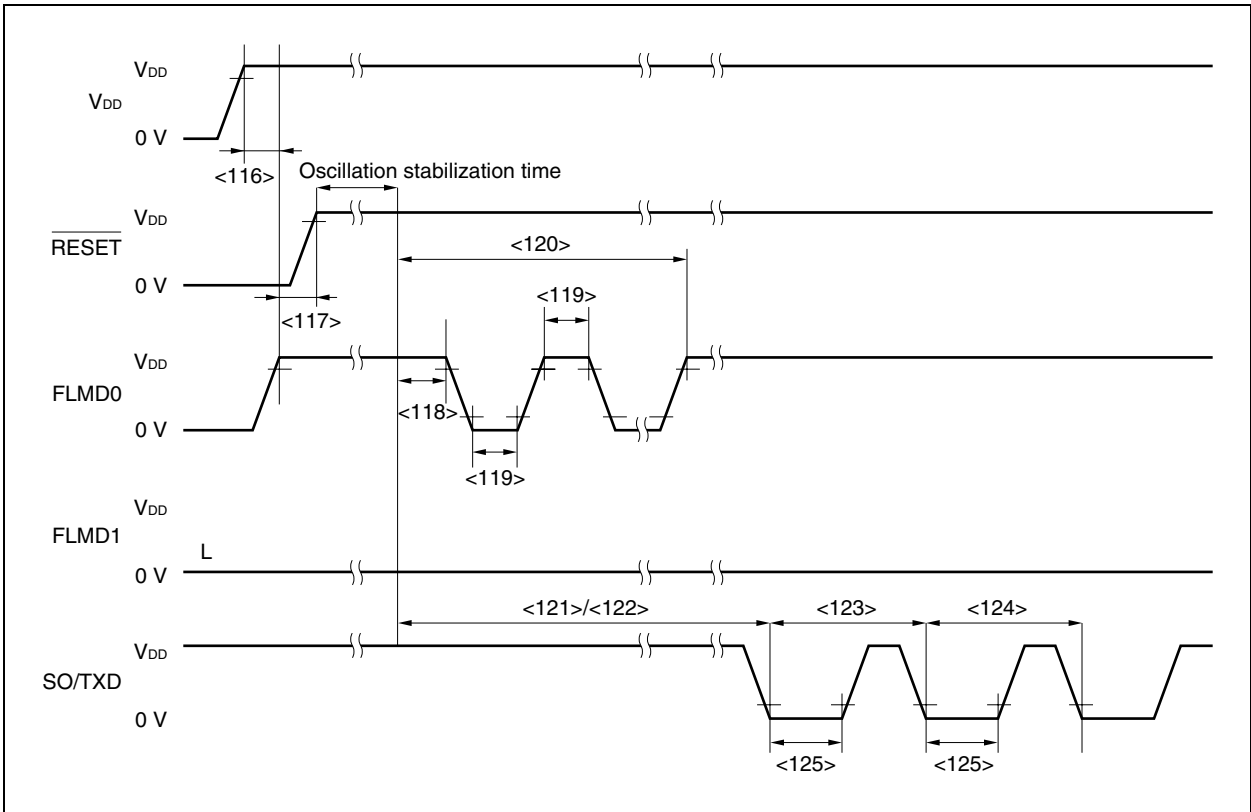 VDD
VDD
0 V
<116>
Oscillation stabilization time
VDD
RESET
0 V
<120>
<117>
<119>
VDD
FLMD0
<118>
0 V
<119>
VDD
FLMD1
L
0 V
<121>/<122>
<123>
<124>
VDD
SO/TXD
0 V
<125>
<125>